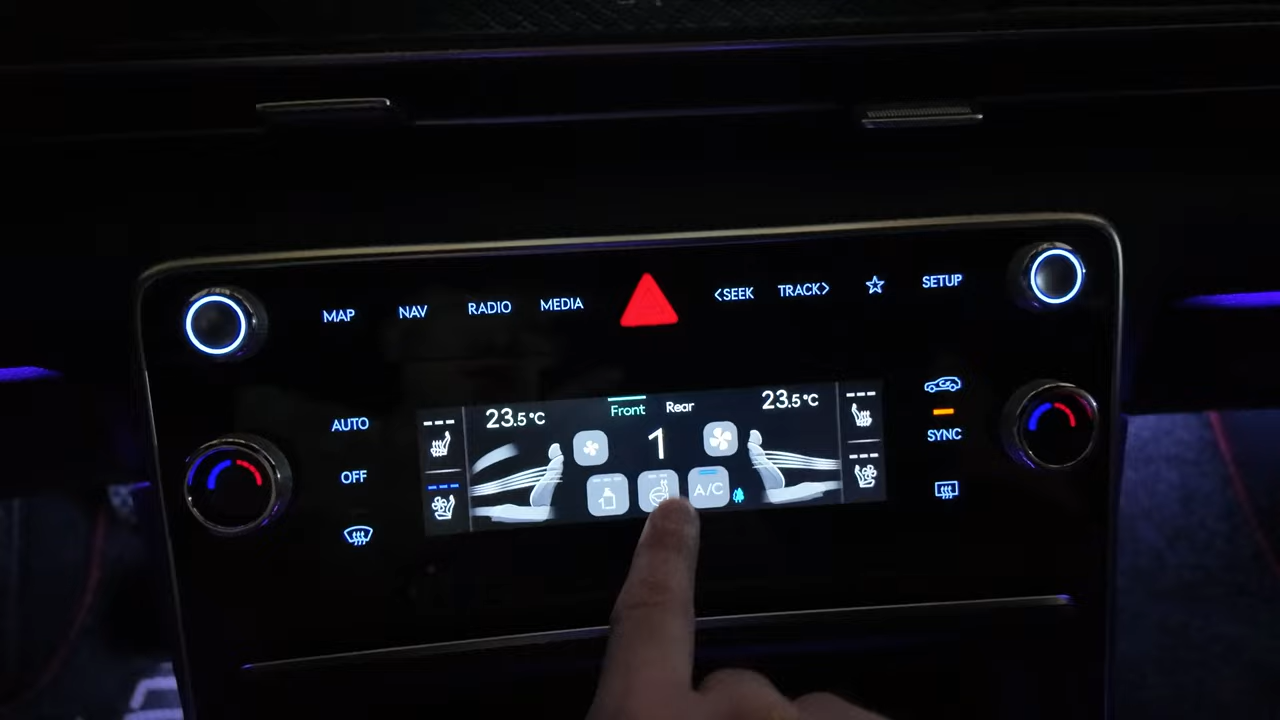 MAP NAV RADIO MEDIA <SEEK TRACK> SETUP
23.5°C Front Rear 23.5°C
AUTO 1 SYNC
OFF A/C